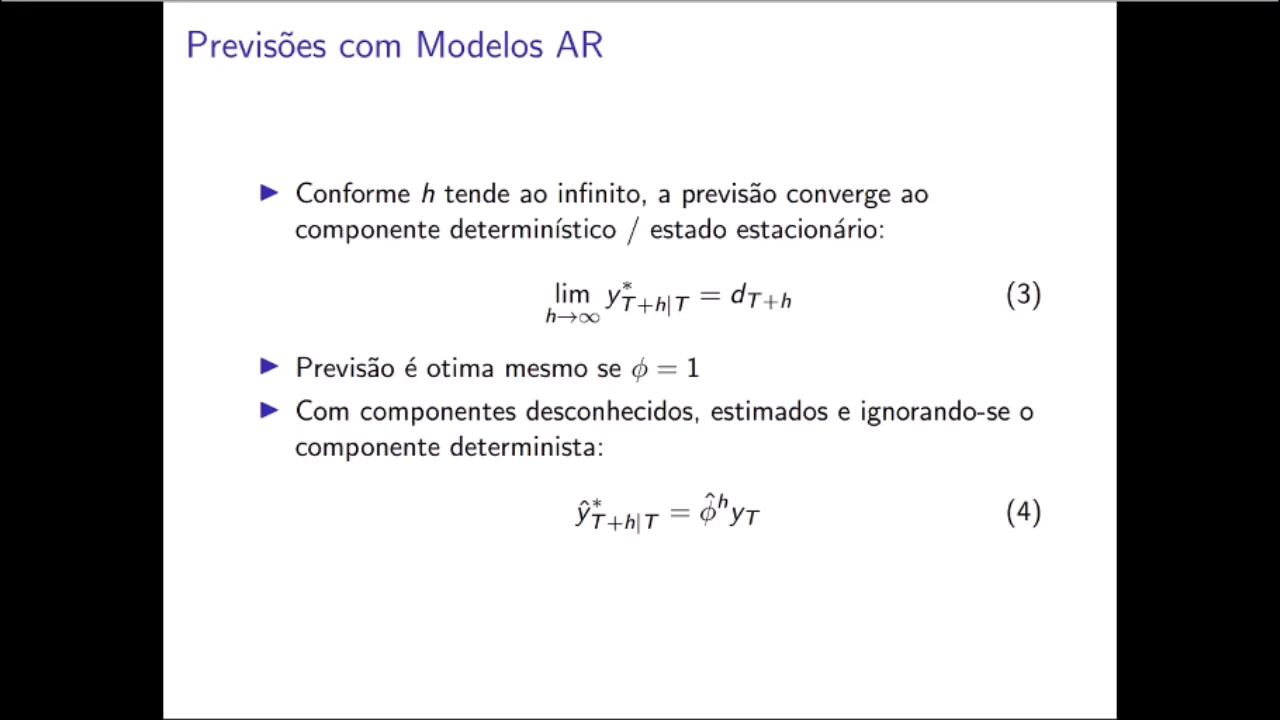 Previsões com Modelos AR
▶ Conforme h tende ao infinito, a previsão converge ao
componente determinístico / estado estacionário:
lim h→∞ y*_{T+h|T} = d_{T+h} (3)
▶ Previsão é otima mesmo se ϕ = 1
▶ Com componentes desconhecidos, estimados e ignorando-se o
componente determinista:
ŷ*_{T+h|T} = ϕ̂^h y_T (4)